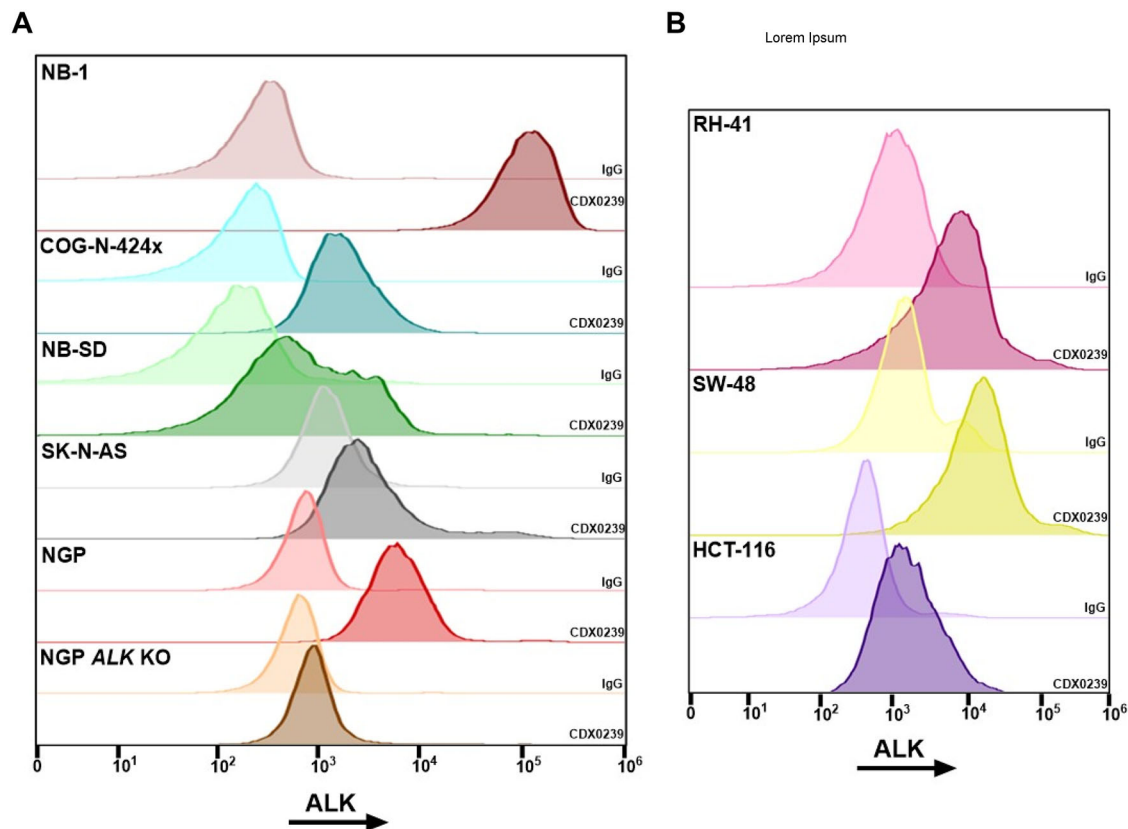 A
NB-1
IgG
CDX0239
COG-N-424x
IgG
CDX0239
NB-SD
IgG
CDX0239
SK-N-AS
IgG
CDX0239
NGP
IgG
CDX0239
NGP ALK KO
IgG
CDX0239
0 10¹ 10² 10³ 10⁴ 10⁵ 10⁶
ALK
B
Lorem Ipsum
RH-41
IgG
CDX0239
SW-48
IgG
CDX0239
HCT-116
IgG
CDX0239
0 10¹ 10² 10³ 10⁴ 10⁵ 10⁶
ALK